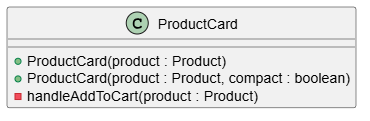 C ProductCard
ProductCard(product : Product)
ProductCard(product : Product, compact : boolean)
handleAddToCart(product : Product)